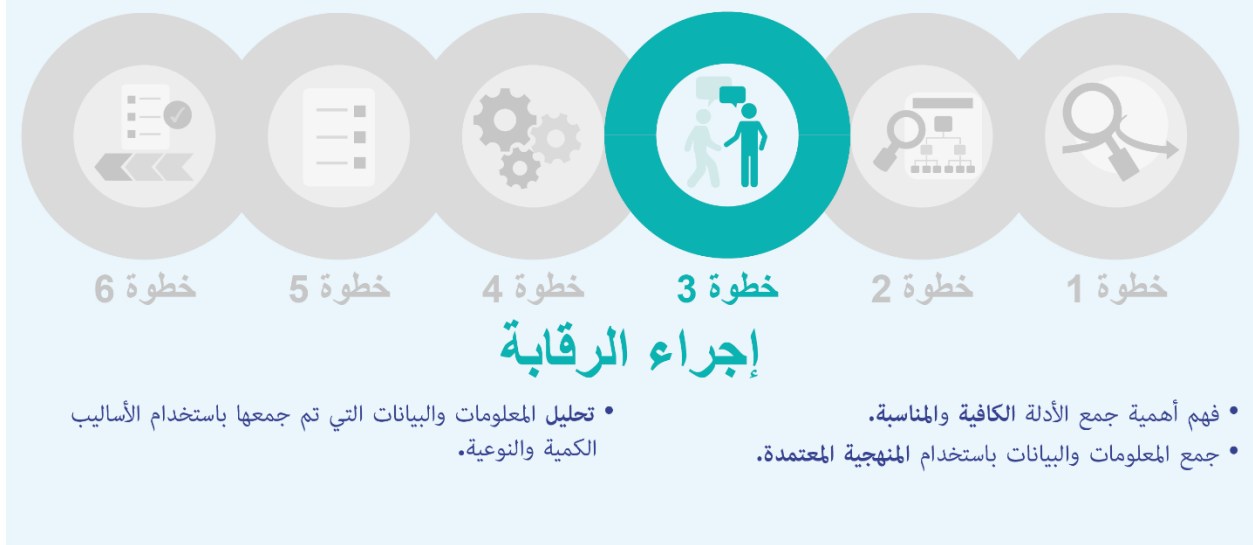 خطوة 1
خطوة 2
خطوة 3
خطوة 4
خطوة 5
خطوة 6
إجراء الرقابة
• فهم أهمية جمع الأدلة الكافية والمناسبة.
• جمع المعلومات والبيانات باستخدام المنهجية المعتمدة.
• تحليل المعلومات والبيانات التي تم جمعها باستخدام الأساليب
الكمية والنوعية.